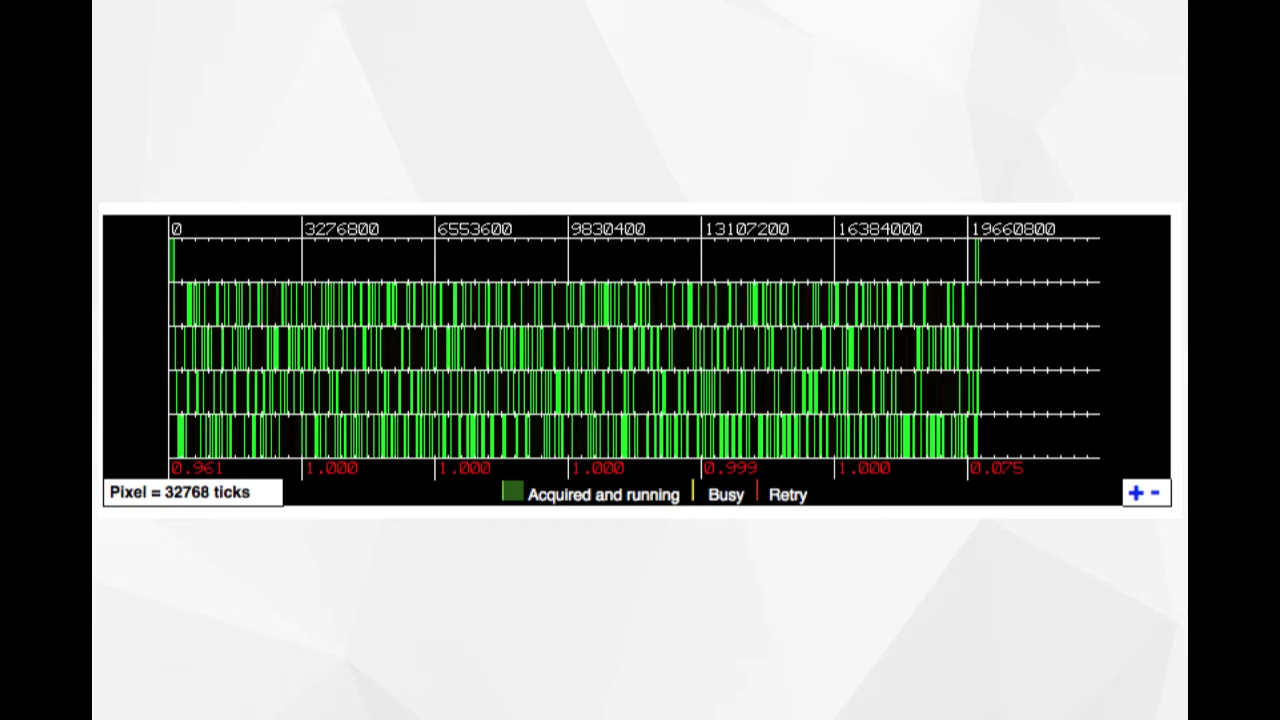 0 3276800 6553600 9830400 13107200 16384000 19660800
0.961 1.000 1.000 1.000 0.999 1.000 0.075
Pixel = 32768 ticks Acquired and running Busy Retry + -